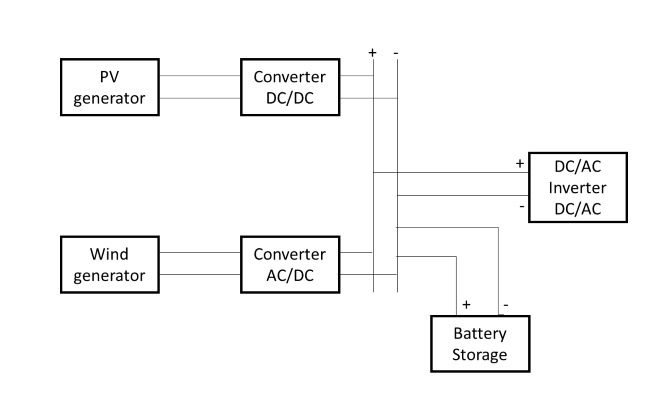 + -
PV
generator
Converter
DC/DC
+
DC/AC
Inverter
DC/AC
-
Wind
generator
Converter
AC/DC
+ -
Battery
Storage